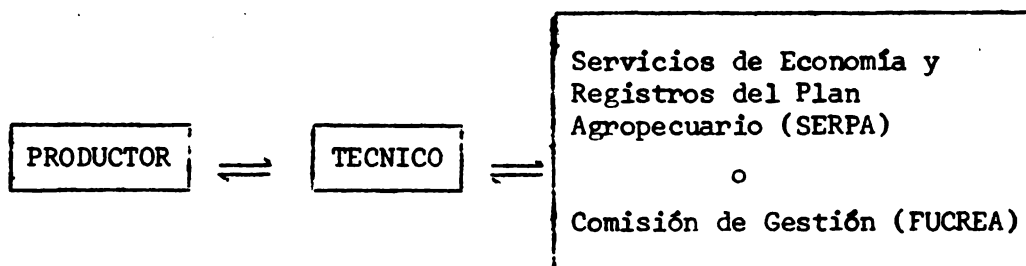 PRODUCTOR
TECNICO
Servicios de Economía y
Registros del Plan
Agropecuario (SERPA)
o
Comisión de Gestión (FUCREA)